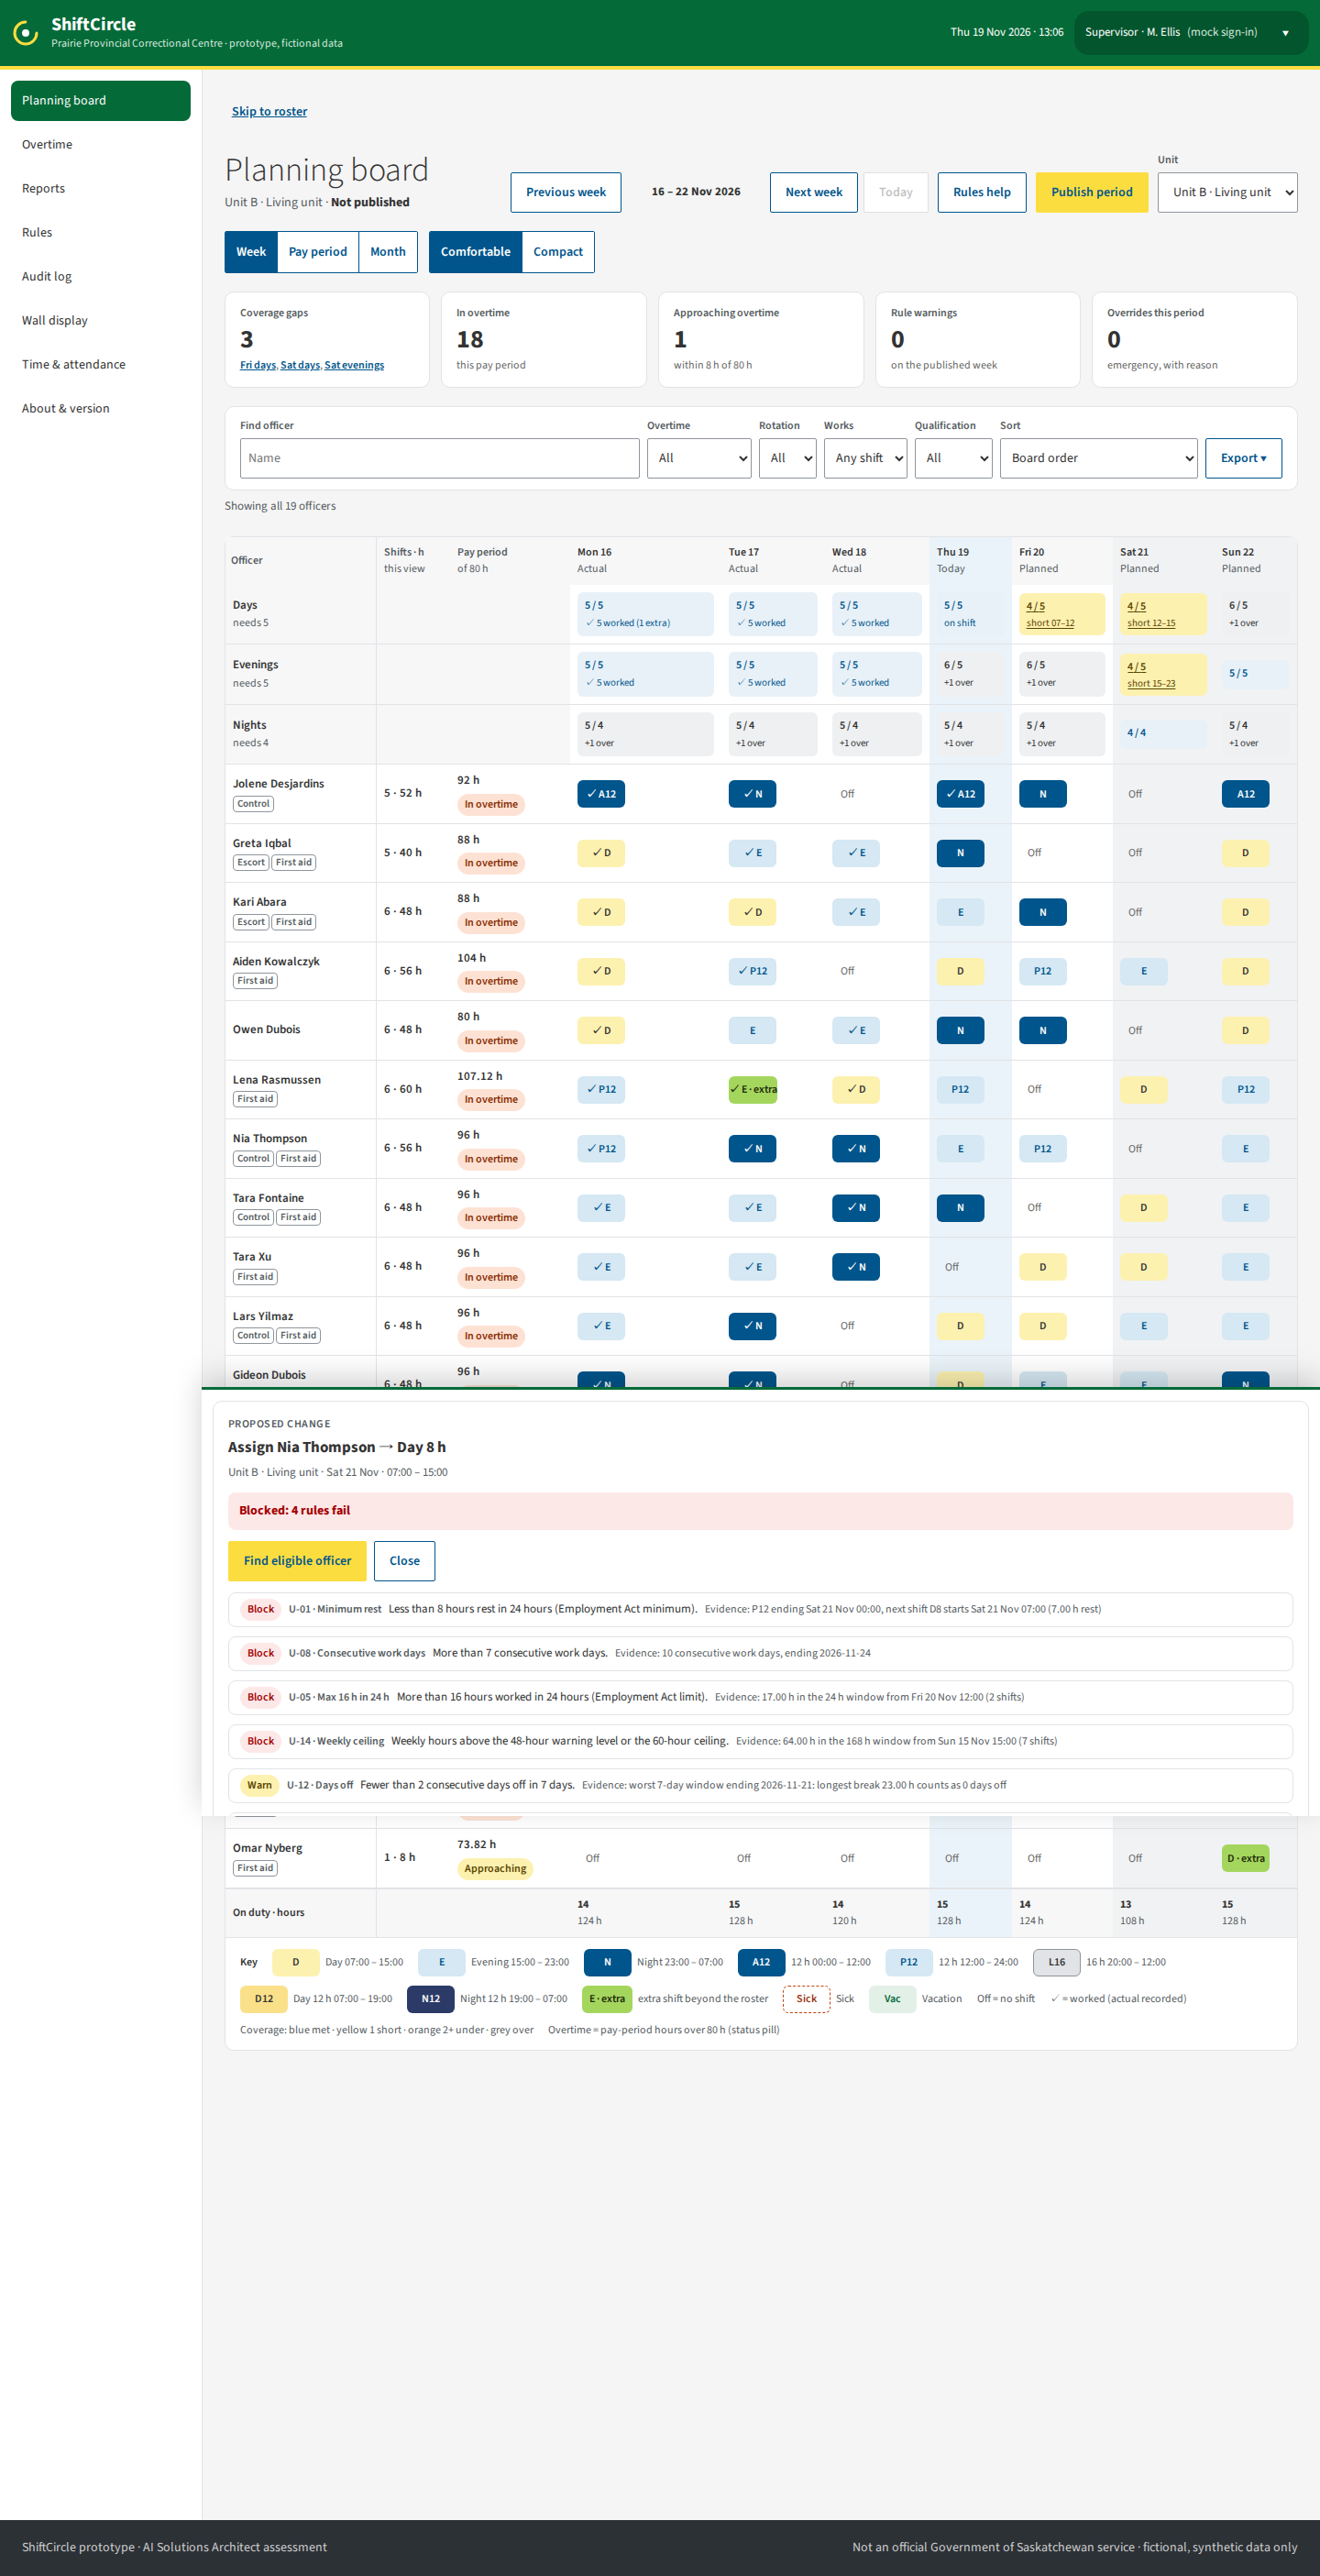 ShiftCircle
Prairie Provincial Correctional Centre · prototype, fictional data
Thu 19 Nov 2026 · 13:06
Supervisor · M. Ellis (mock sign-in) ▾
Planning board
Overtime
Reports
Rules
Audit log
Wall display
Time & attendance
About & version
Skip to roster
Planning board
Unit B · Living unit · Not published
Previous week
16 – 22 Nov 2026
Next week
Today
Rules help
Publish period
Unit
Unit B · Living unit
Week Pay period Month
Comfortable Compact
Coverage gaps
3
Fri days, Sat days, Sat evenings
In overtime
18
this pay period
Approaching overtime
1
within 8 h of 80 h
Rule warnings
0
on the published week
Overrides this period
0
emergency, with reason
Find officer
Name
Overtime
All
Rotation
All
Works
Any shift
Qualification
All
Sort
Board order
Export ▾
Showing all 19 officers
Officer
Shifts · h
this view
Pay period
of 80 h
Mon 16
Actual
Tue 17
Actual
Wed 18
Actual
Thu 19
Today
Fri 20
Planned
Sat 21
Planned
Sun 22
Planned
Days
needs 5
5 / 5
✓ 5 worked (1 extra)
5 / 5
✓ 5 worked
5 / 5
✓ 5 worked
5 / 5
on shift
4 / 5
short 07–12
4 / 5
short 12–15
6 / 5
+1 over
Evenings
needs 5
5 / 5
✓ 5 worked
5 / 5
✓ 5 worked
5 / 5
✓ 5 worked
6 / 5
+1 over
6 / 5
+1 over
4 / 5
short 15–23
5 / 5
Nights
needs 4
5 / 4
+1 over
5 / 4
+1 over
5 / 4
+1 over
5 / 4
+1 over
5 / 4
+1 over
4 / 4
5 / 4
+1 over
Jolene Desjardins
Control
5 · 52 h
92 h
In overtime
✓ A12 ✓ N Off ✓ A12 N Off A12
Greta Iqbal
Escort First aid
5 · 40 h
88 h
In overtime
✓ D ✓ E ✓ E N Off Off D
Kari Abara
Escort First aid
6 · 48 h
88 h
In overtime
✓ D ✓ D ✓ E E N Off D
Aiden Kowalczyk
First aid
6 · 56 h
104 h
In overtime
✓ D ✓ P12 Off D P12 E D
Owen Dubois
6 · 48 h
80 h
In overtime
✓ D E ✓ E N N Off D
Lena Rasmussen
First aid
6 · 60 h
107.12 h
In overtime
✓ P12 ✓ E · extra ✓ D P12 Off D P12
Nia Thompson
Control First aid
6 · 56 h
96 h
In overtime
✓ P12 ✓ N ✓ N E P12 Off E
Tara Fontaine
Control First aid
6 · 48 h
96 h
In overtime
✓ E ✓ E ✓ N N Off D E
Tara Xu
First aid
6 · 48 h
96 h
In overtime
✓ E ✓ E ✓ N Off D D E
Lars Yilmaz
Control First aid
6 · 48 h
96 h
In overtime
✓ E ✓ N Off D D E E
Gideon Dubois
6 · 48 h
96 h
✓ N ✓ N Off D E E N
PROPOSED CHANGE
Assign Nia Thompson → Day 8 h
Unit B · Living unit · Sat 21 Nov · 07:00 – 15:00
Blocked: 4 rules fail
Find eligible officer
Close
Block U-01 · Minimum rest Less than 8 hours rest in 24 hours (Employment Act minimum). Evidence: P12 ending Sat 21 Nov 00:00, next shift D8 starts Sat 21 Nov 07:00 (7.00 h rest)
Block U-08 · Consecutive work days More than 7 consecutive work days. Evidence: 10 consecutive work days, ending 2026-11-24
Block U-05 · Max 16 h in 24 h More than 16 hours worked in 24 hours (Employment Act limit). Evidence: 17.00 h in the 24 h window from Fri 20 Nov 12:00 (2 shifts)
Block U-14 · Weekly ceiling Weekly hours above the 48-hour warning level or the 60-hour ceiling. Evidence: 64.00 h in the 168 h window from Sun 15 Nov 15:00 (7 shifts)
Warn U-12 · Days off Fewer than 2 consecutive days off in 7 days. Evidence: worst 7-day window ending 2026-11-21: longest break 23.00 h counts as 0 days off
Omar Nyberg
First aid
1 · 8 h
73.82 h
Approaching
Off Off Off Off Off Off D · extra
On duty · hours
14
124 h
15
128 h
14
120 h
15
128 h
14
124 h
13
108 h
15
128 h
Key D Day 07:00 – 15:00 E Evening 15:00 – 23:00 N Night 23:00 – 07:00 A12 12 h 00:00 – 12:00 P12 12 h 12:00 – 24:00 L16 16 h 20:00 – 12:00
D12 Day 12 h 07:00 – 19:00 N12 Night 12 h 19:00 – 07:00 E · extra extra shift beyond the roster Sick Sick Vac Vacation Off = no shift ✓ = worked (actual recorded)
Coverage: blue met · yellow 1 short · orange 2+ under · grey over Overtime = pay-period hours over 80 h (status pill)
ShiftCircle prototype · AI Solutions Architect assessment
Not an official Government of Saskatchewan service · fictional, synthetic data only